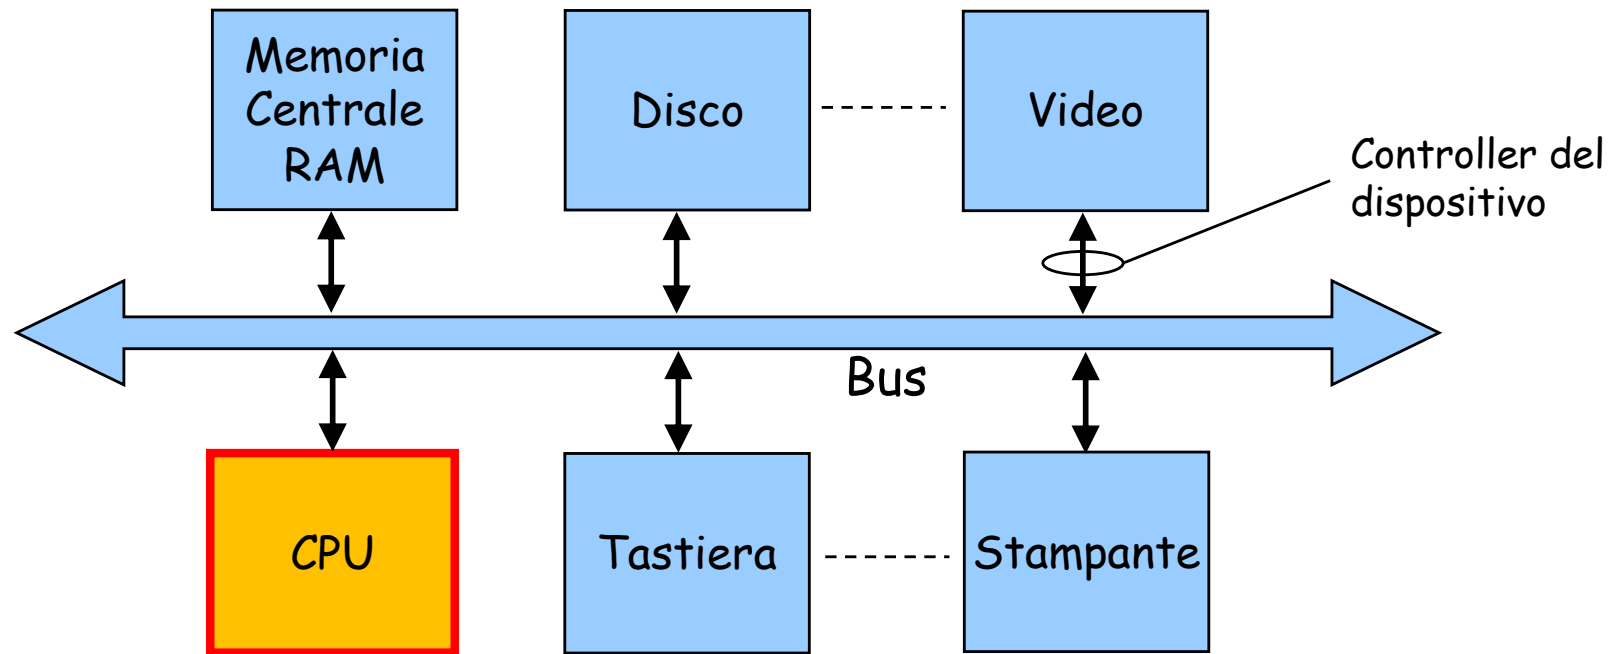 Memoria
Centrale
RAM
Disco
Video
Controller del
dispositivo
Bus
CPU
Tastiera
Stampante